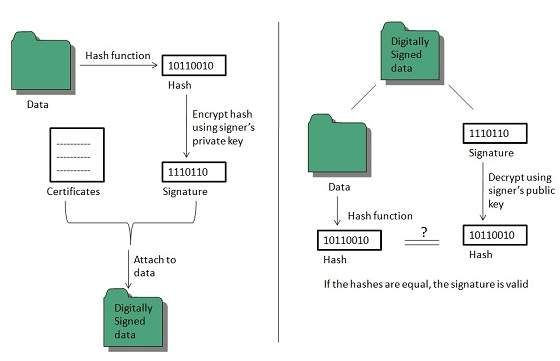 Hash function
10110010
Hash
Data
Encrypt hash
using signer's
private key
----------
----------
----------
Certificates
1110110
Signature
Attach to
data
Digitally
Signed
data
Digitally
Signed
data
Data
1110110
Signature
Decrypt using
signer's public
key
Hash function
10110010
Hash
?
10110010
Hash
If the hashes are equal, the signature is valid